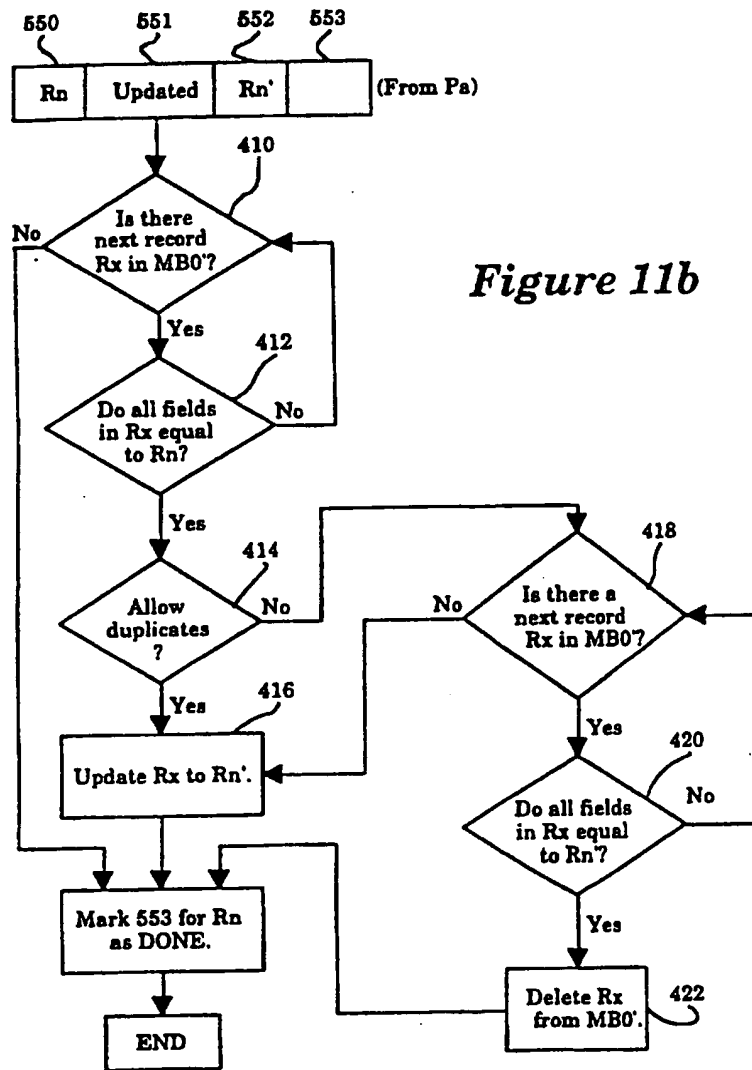 550
551
552
553
Rn
Updated
Rn'
(From Pa)
410
Is there
next record
Rx in MB0'?
No
Yes
Figure 11b
412
Do all fields
in Rx equal
to Rn?
No
Yes
414
Allow
duplicates
?
No
Yes
416
Update Rx to Rn'.
418
Is there a
next record
Rx in MB0'?
No
Yes
420
Do all fields
in Rx equal
to Rn'?
No
Yes
Mark 553 for Rn
as DONE.
Delete Rx
from MB0'.
422
END